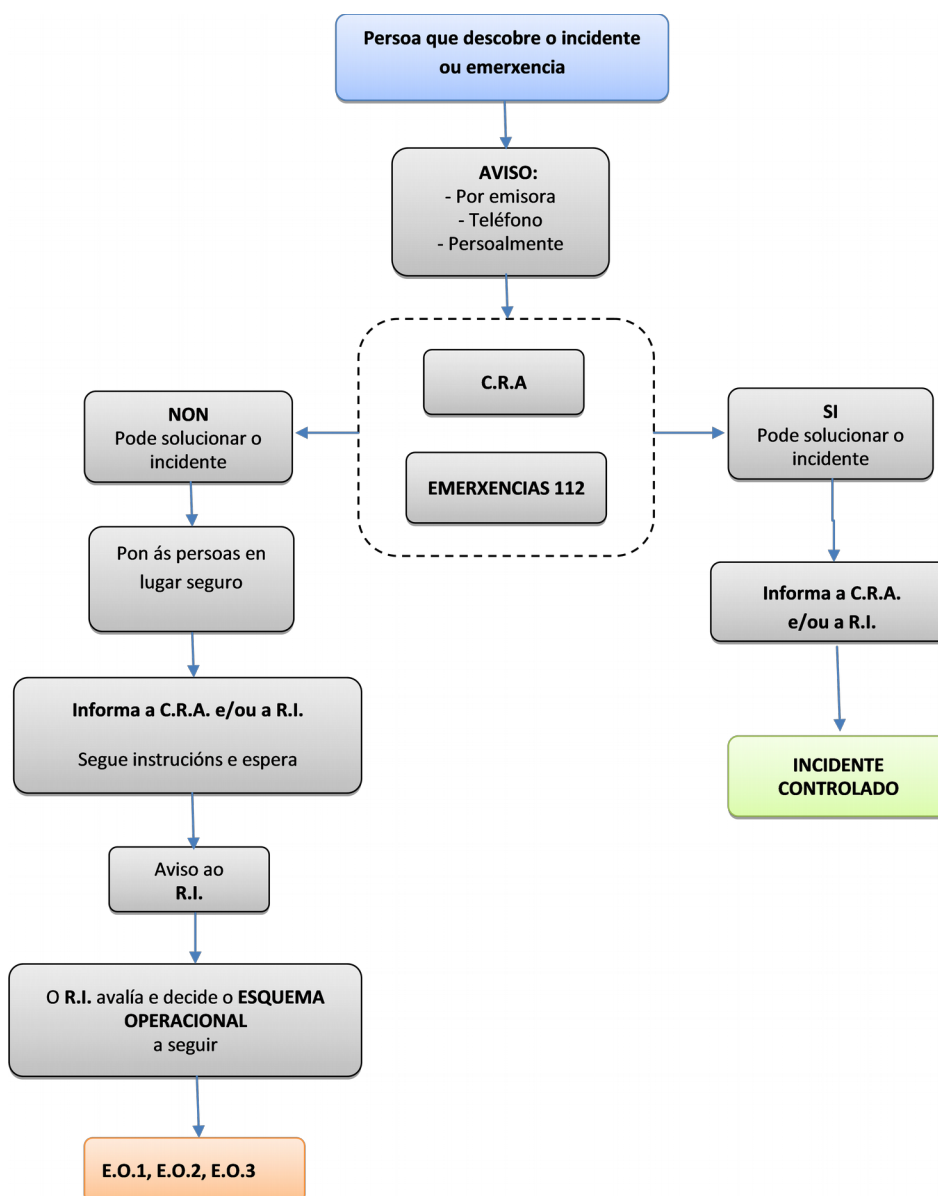 Persoa que descobre o incidente
ou emerxencia
AVISO:
- Por emisora
- Teléfono
- Persoalmente
C.R.A
EMERXENCIAS 112
NON
Pode solucionar o
incidente
Pon ás persoas en
lugar seguro
Informa a C.R.A. e/ou a R.I.
Segue instrucións e espera
Aviso ao
R.I.
O R.I. avalía e decide o ESQUEMA
OPERACIONAL
a seguir
E.O.1, E.O.2, E.O.3
SI
Pode solucionar o
incidente
Informa a C.R.A.
e/ou a R.I.
INCIDENTE
CONTROLADO